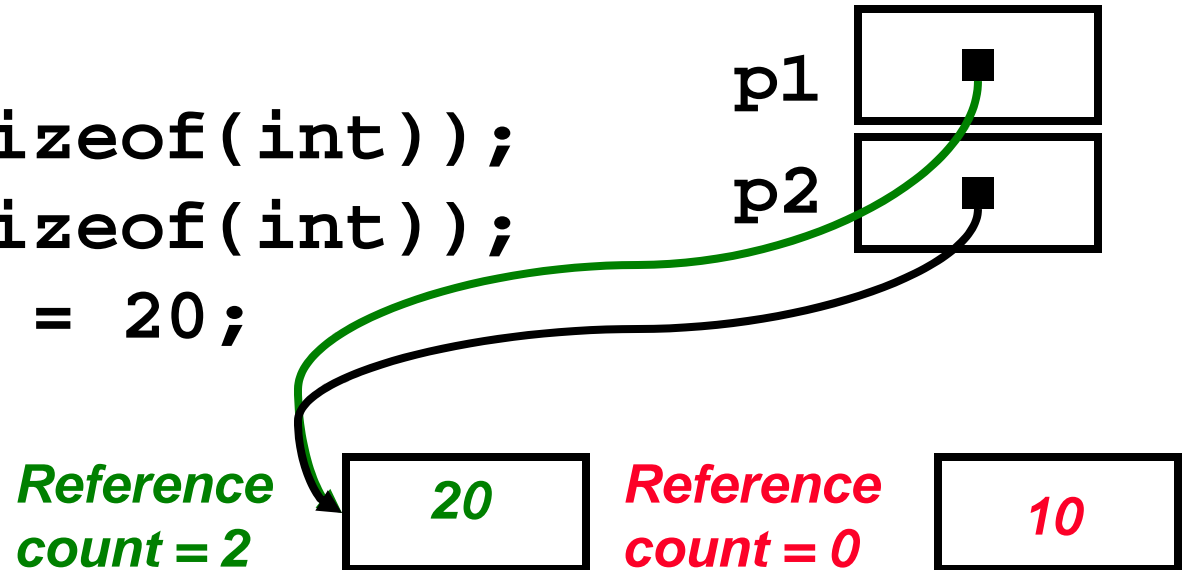 p1
izeof(int));
p2
izeof(int));
= 20;
Reference
count = 2
20
Reference
count = 0
10